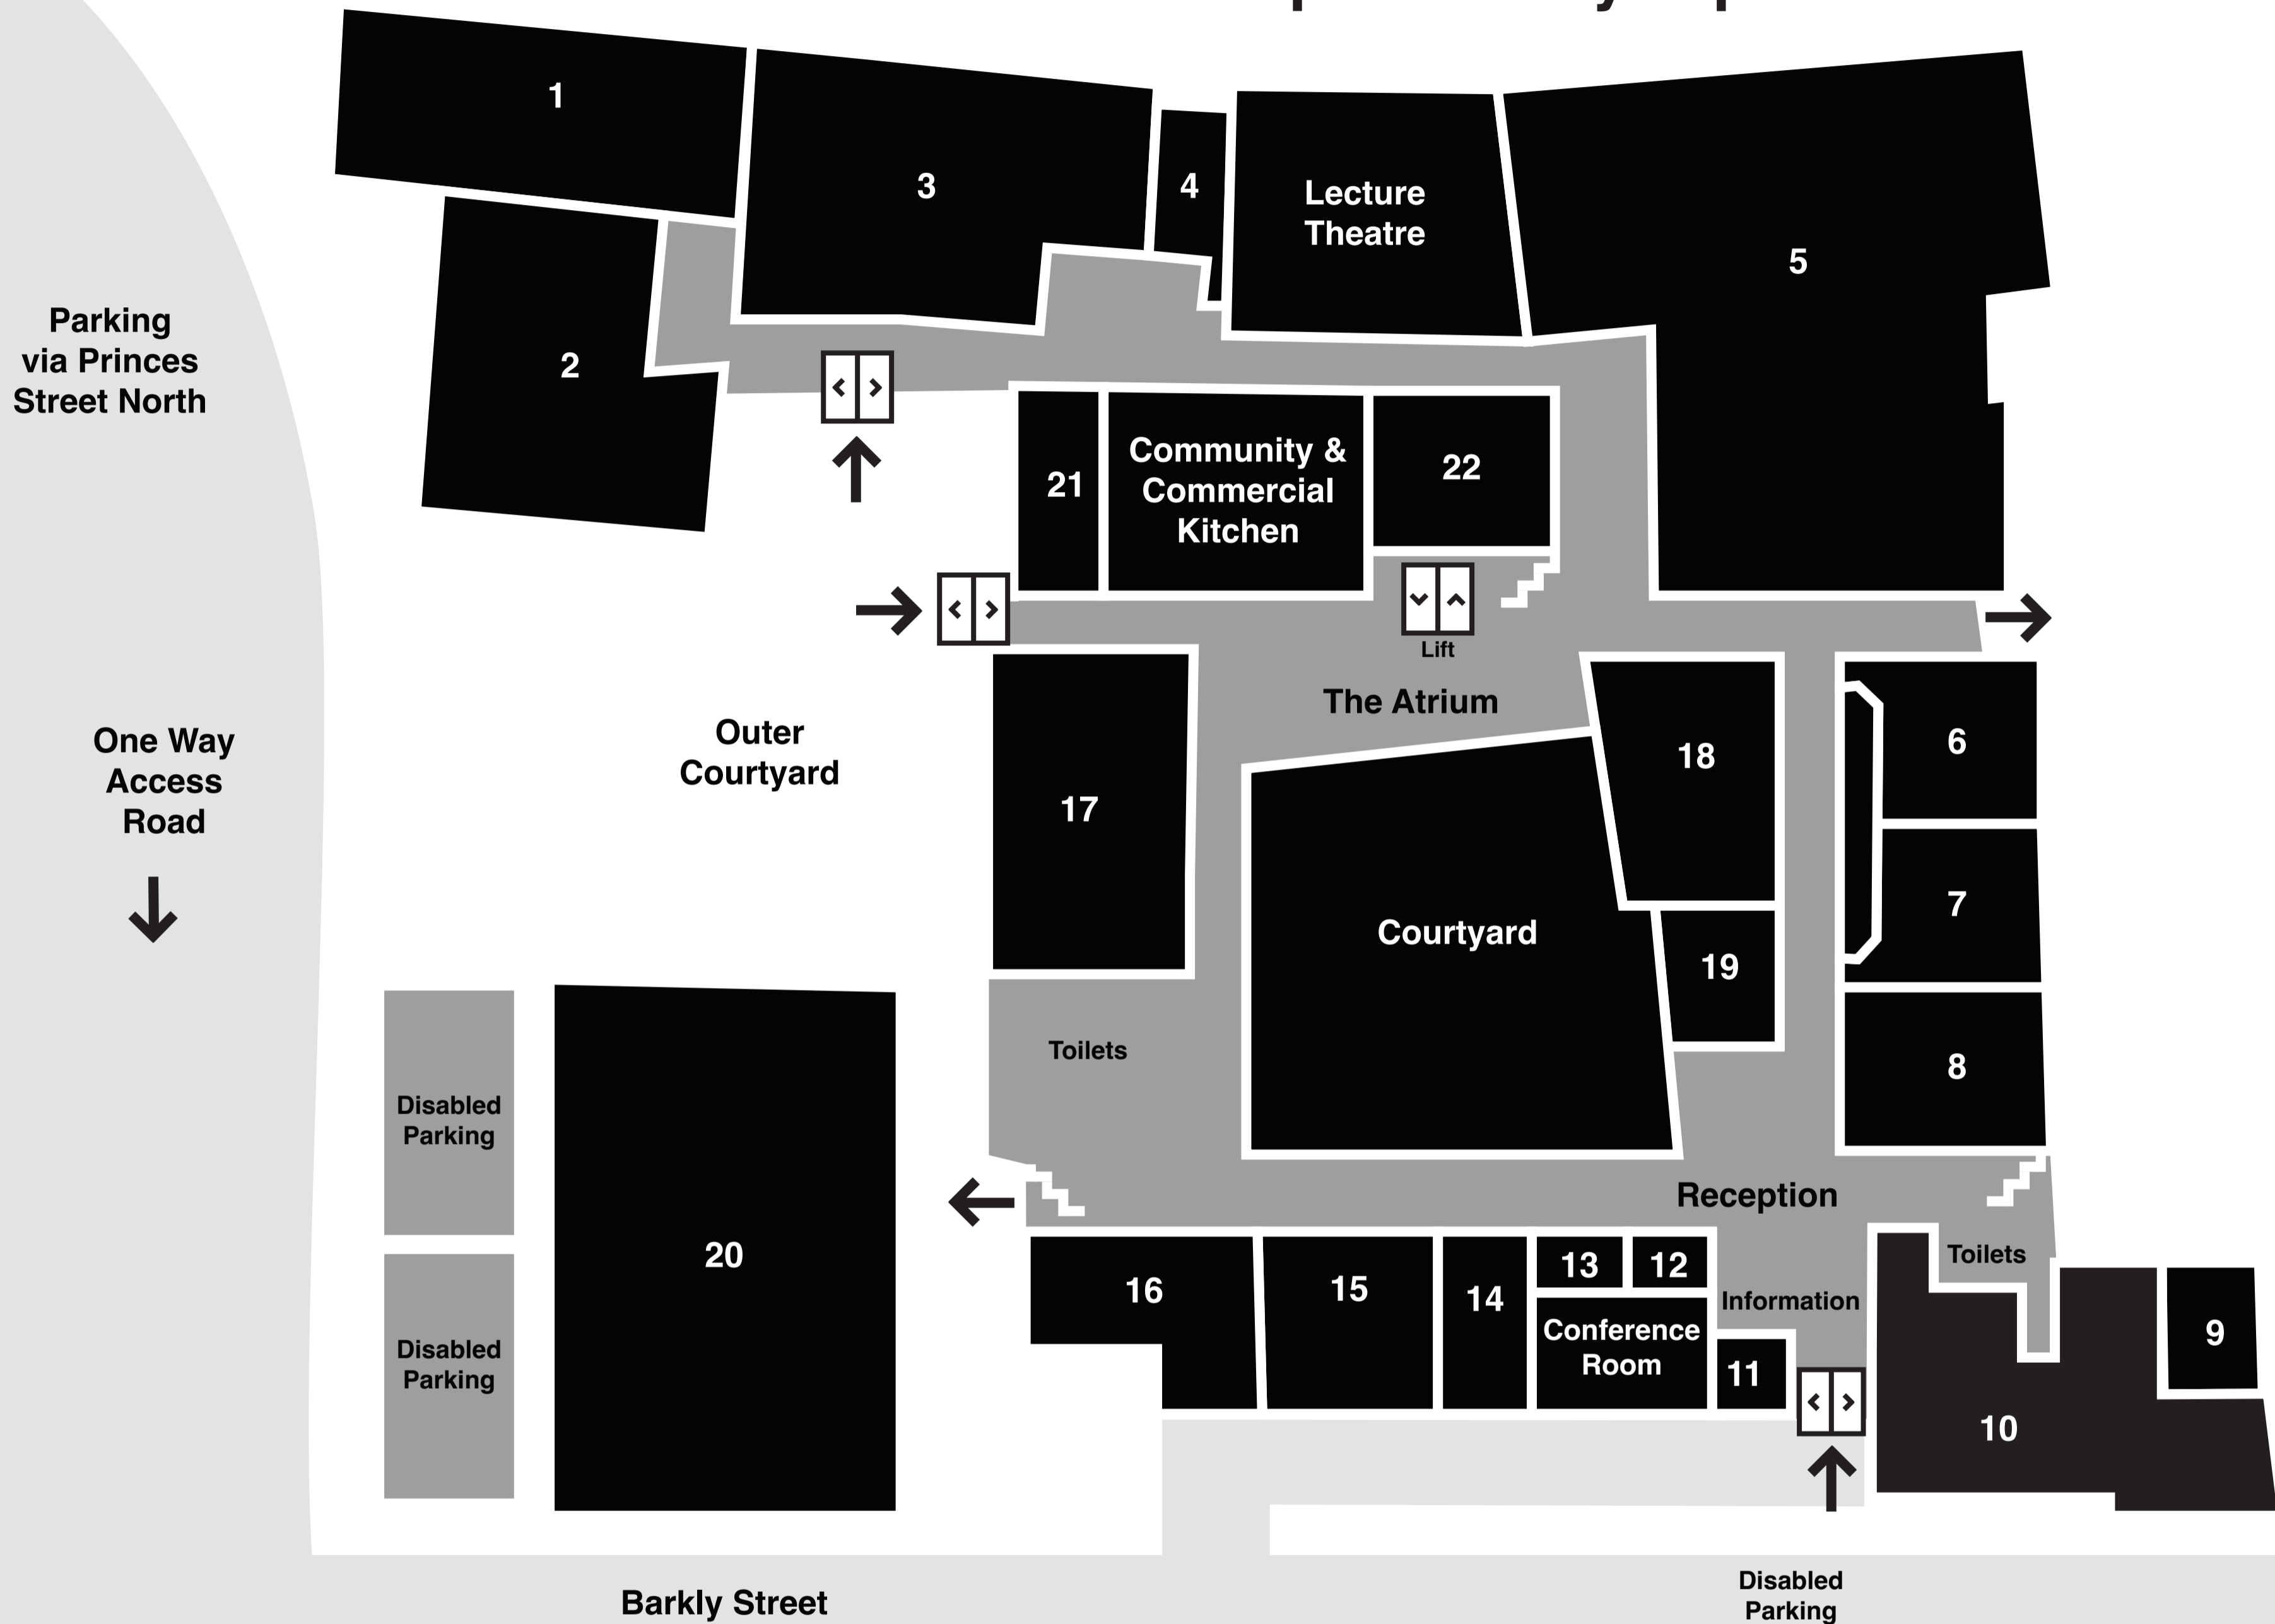 1
3
4
Lecture
Theatre
5
2
Parking
via Princes
Street North
21
Community &
Commercial
Kitchen
22
Lift
The Atrium
One Way
Access
Road
Outer
Courtyard
17
18
6
7
Courtyard
19
8
Toilets
Disabled
Parking
20
Reception
Disabled
Parking
16
15
14
13
12
Conference
Room
Information
11
Toilets
10
9
Barkly Street
Disabled
Parking